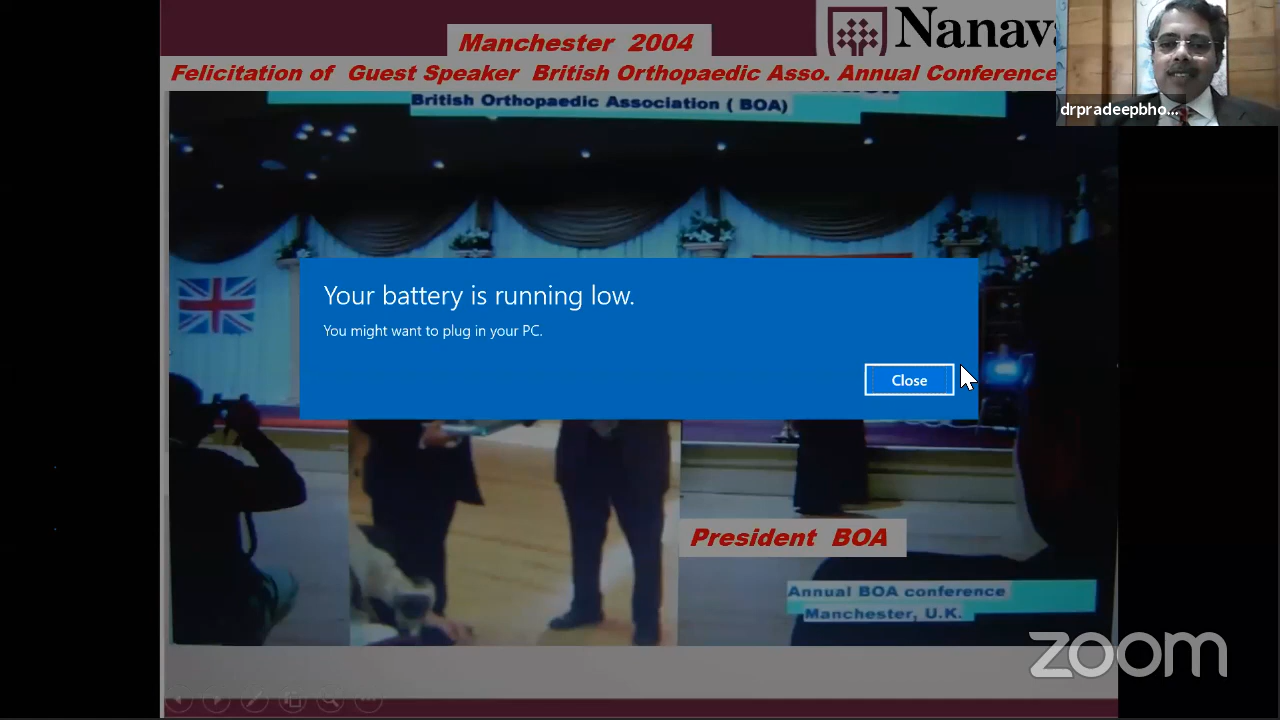 Manchester 2004
Nanava
Felicitation of Guest Speaker British Orthopaedic Asso. Annual Conference
drpradeepbho...
British Orthopaedic Association ( BOA)
Your battery is running low.
You might want to plug in your PC.
Close
President BOA
Annual BOA conference
Manchester, U.K.
zoom